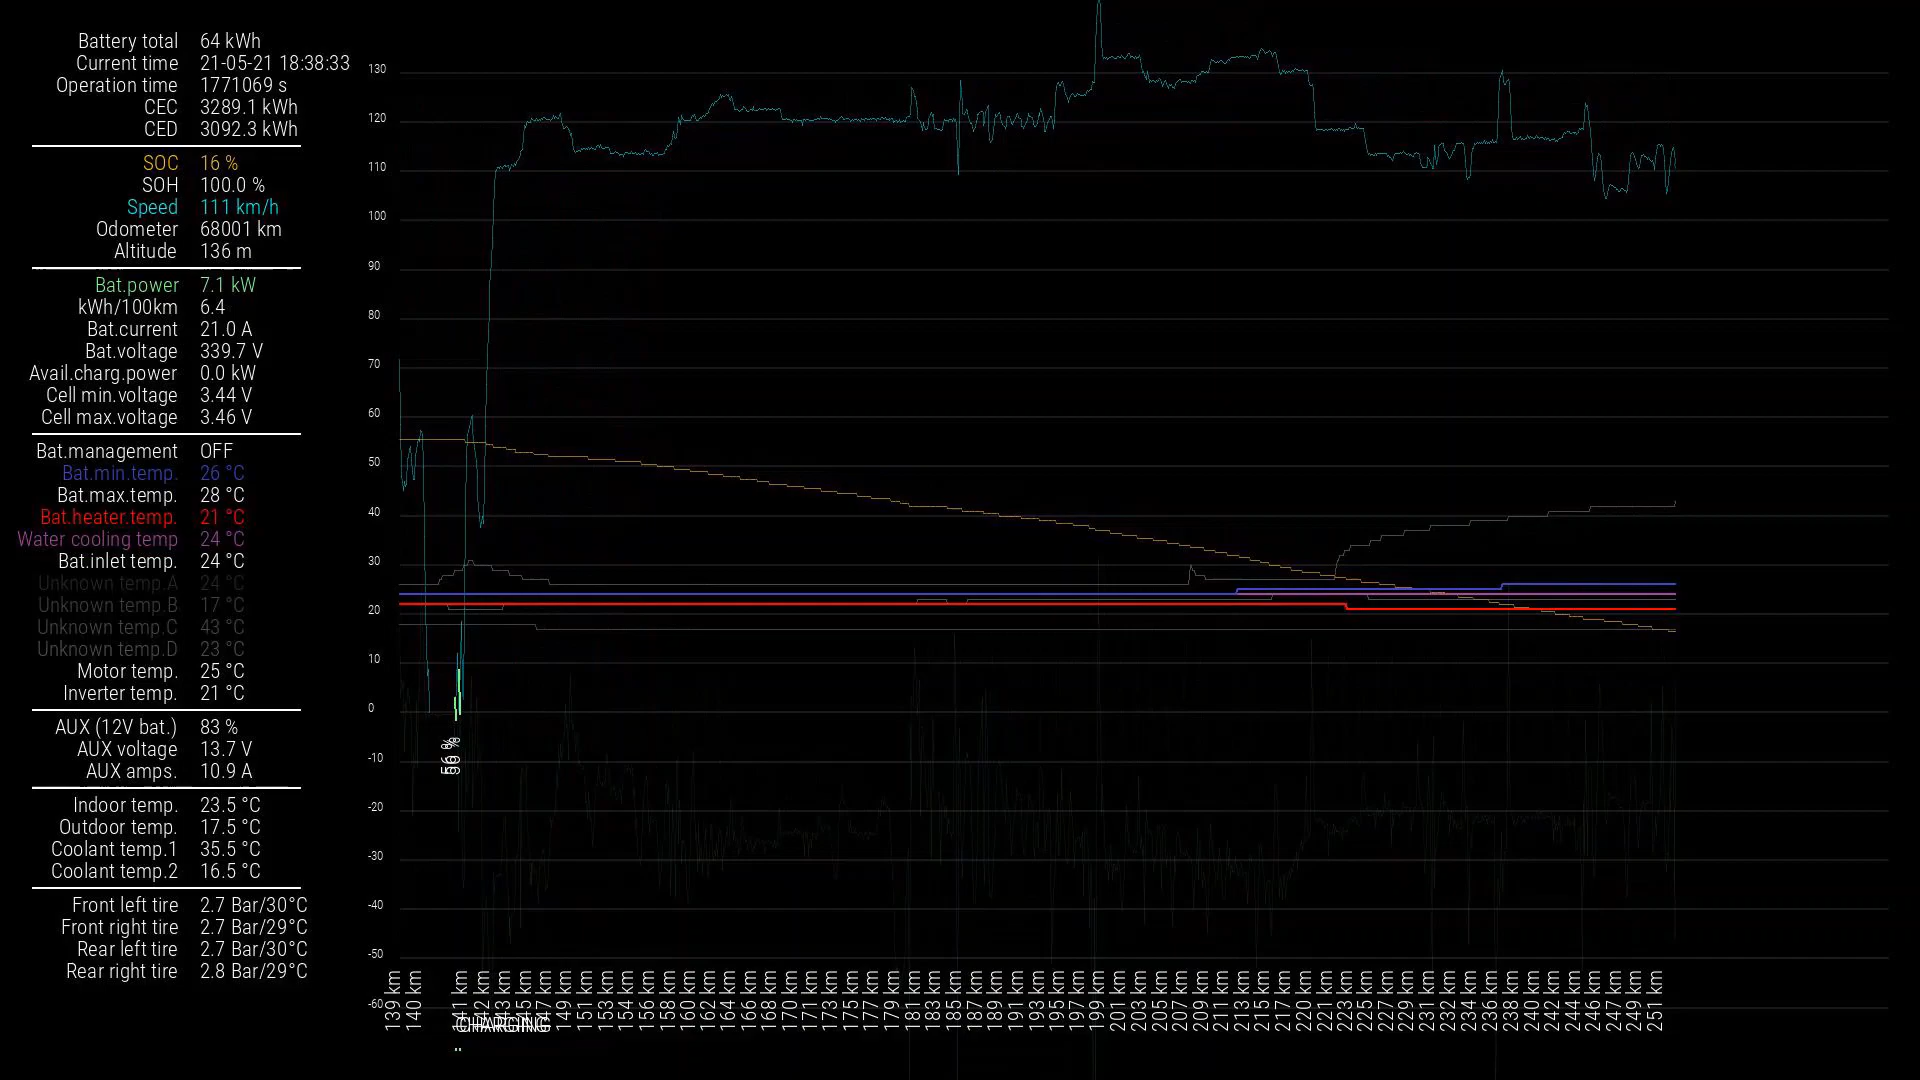 Battery total 64 kWh
Current time 21-05-21 18:38:33
Operation time 1771069 s
CEC 3289.1 kWh
CED 3092.3 kWh
SOC 16 %
SOH 100.0 %
Speed 111 km/h
Odometer 68001 km
Altitude 136 m
Bat.power 7.1 kW
kWh/100km 6.4
Bat.current 21.0 A
Bat.voltage 339.7 V
Avail.charg.power 0.0 kW
Cell min.voltage 3.44 V
Cell max.voltage 3.46 V
Bat.management OFF
Bat.min.temp. 26 °C
Bat.max.temp. 28 °C
Bat.heater.temp. 21 °C
Water cooling temp 24 °C
Bat.inlet temp. 24 °C
Unknown temp.A 24 °C
Unknown temp.B 17 °C
Unknown temp.C 43 °C
Unknown temp.D 23 °C
Motor temp. 25 °C
Inverter temp. 21 °C
AUX (12V bat.) 83 %
AUX voltage 13.7 V
AUX amps. 10.9 A
Indoor temp. 23.5 °C
Outdoor temp. 17.5 °C
Coolant temp.1 35.5 °C
Coolant temp.2 16.5 °C
Front left tire 2.7 Bar/30°C
Front right tire 2.7 Bar/29°C
Rear left tire 2.7 Bar/30°C
Rear right tire 2.8 Bar/29°C
130
120
110
100
90
80
70
60
50
40
30
20
10
0
-10
-20
-30
-40
-50
-60
139 km
140 km
141 km
142 km
143 km
145 km
147 km
149 km
151 km
153 km
154 km
156 km
158 km
160 km
162 km
164 km
166 km
168 km
170 km
171 km
173 km
175 km
177 km
179 km
181 km
183 km
185 km
187 km
189 km
191 km
193 km
195 km
197 km
199 km
201 km
203 km
205 km
207 km
209 km
211 km
213 km
215 km
217 km
220 km
221 km
223 km
225 km
227 km
229 km
231 km
232 km
234 km
236 km
238 km
240 km
242 km
244 km
246 km
247 km
249 km
251 km
CHARGING